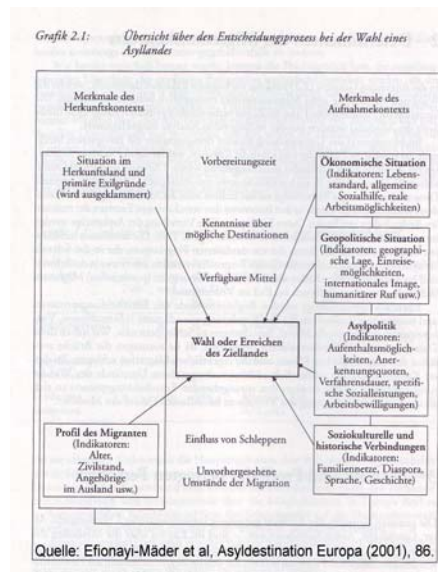 Grafik 2.1: Übersicht über den Entscheidungsprozess bei der Wahl eines
Asyllandes
Merkmale des
Herkunftskontexts
Merkmale des
Aufnahmekontexts
Situation im
Herkunftsland und
primäre Exilgründe
(wird ausgeklammert)
Vorbereitungszeit
Kenntnisse über
mögliche Destinationen
Verfügbare Mittel
Ökonomische Situation
(Indikatoren: Lebens-
standard, allgemeine
Sozialhilfe, reale
Arbeitsmöglichkeiten)
Geopolitische Situation
(Indikatoren: geographi-
sche Lage, Einreise-
möglichkeiten,
internationales Image,
humanitärer Ruf usw.)
Wahl oder Erreichen
des Ziellandes
Asylpolitik
(Indikatoren:
Aufenthaltsmöglich-
keiten, Aner-
kennungsquoten,
Verfahrensdauer, spezifi-
sche Sozialleistungen,
Arbeitsbewilligungen)
Profil des Migranten
(Indikatoren:
Alter,
Zivilstand,
Angehörige
im Ausland usw.)
Einfluss von Schleppern
Unvorhergesehene
Umstände der Migration
Soziokulturelle und
historische Verbindungen
(Indikatoren:
Familiennetze, Diaspora,
Sprache, Geschichte)
Quelle: Efionayi-Mäder et al, Asyldestination Europa (2001), 86.